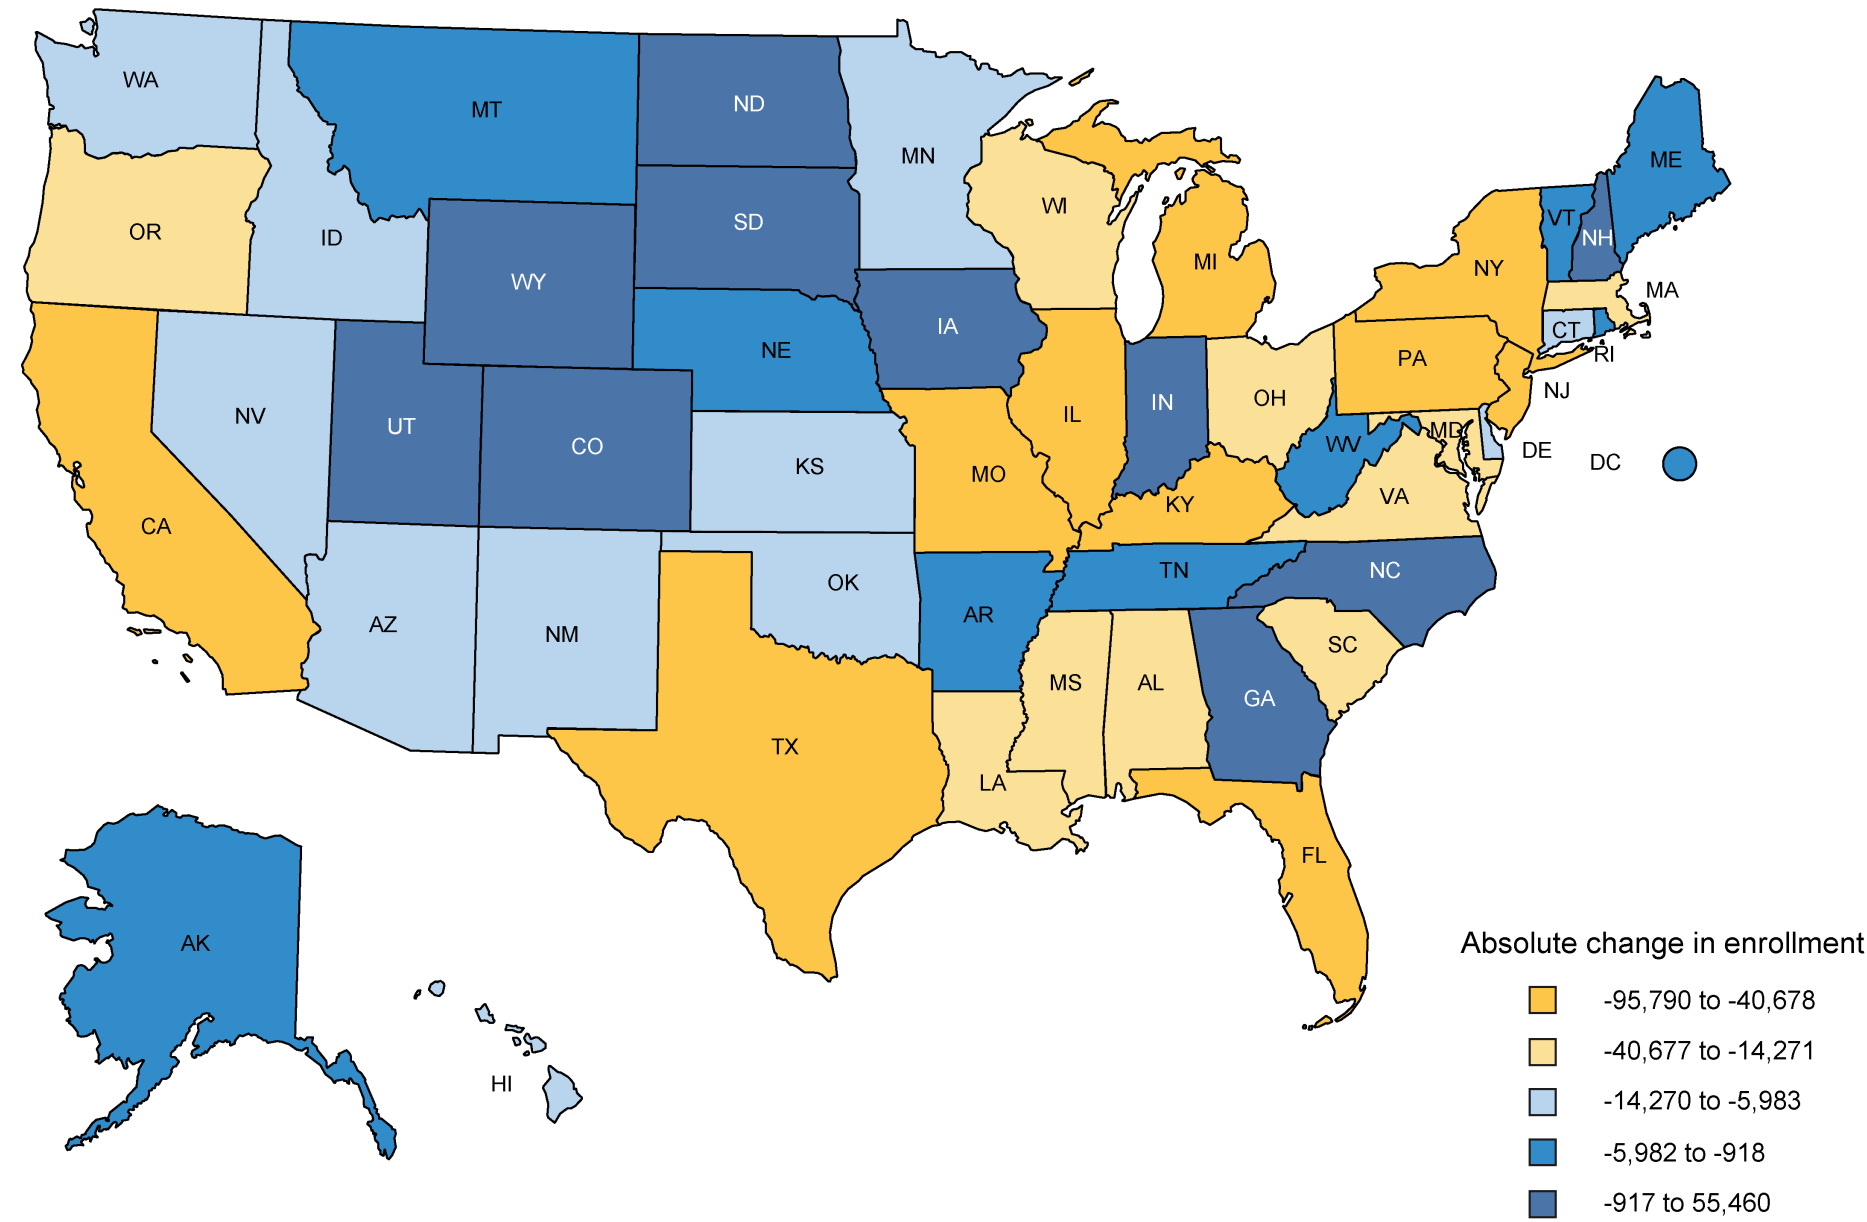 WA
MT
ND
MN
ME
OR
ID
WY
SD
WI
MI
NY
VT
NH
MA
CT
RI
NV
UT
CO
NE
IA
IL
IN
OH
PA
NJ
CA
KS
MO
KY
WV
MD
DE
DC
VA
AZ
NM
OK
AR
TN
NC
TX
LA
MS
AL
GA
SC
FL
AK
HI
Absolute change in enrollment
-95,790 to -40,678
-40,677 to -14,271
-14,270 to -5,983
-5,982 to -918
-917 to 55,460